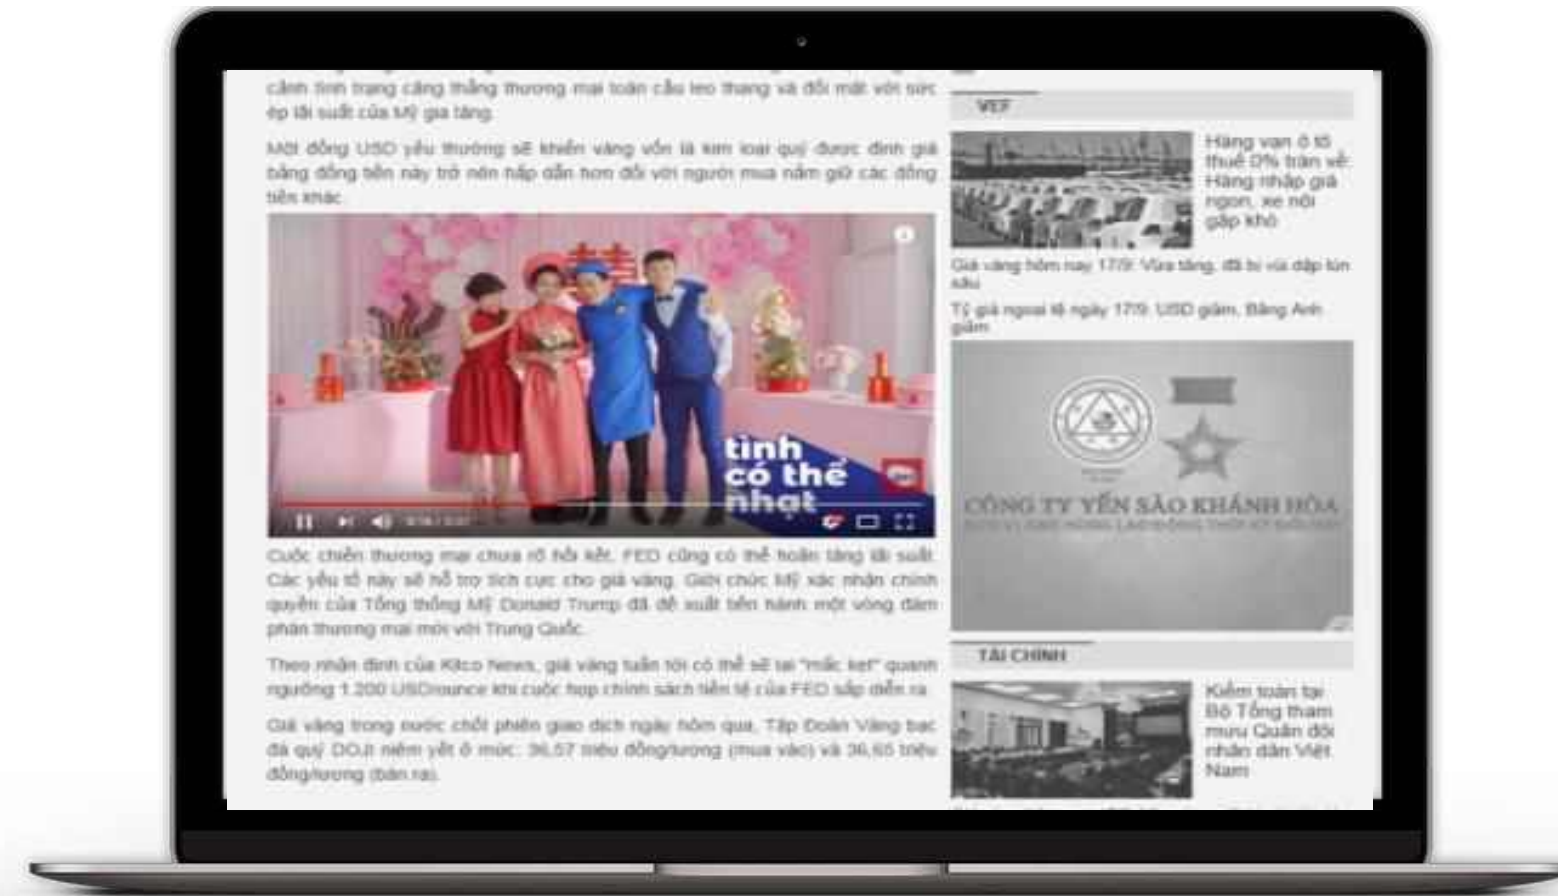 cảnh tình trạng căng thẳng thương mại toàn cầu leo thang và đối mặt với sức
ép lãi suất của Mỹ gia tăng.
Một đồng USD yếu thường sẽ khiến vàng vốn là kim loại quý được định giá
bằng đồng tiền này trở nên hấp dẫn hơn đối với người mua nắm giữ các đồng
tiền khác.
tình
có thể
nhạt
Cuộc chiến thương mại chưa rõ hồi kết, FED cũng có thể hoãn tăng lãi suất.
Các yếu tố này sẽ hỗ trợ tích cực cho giá vàng. Giới chức Mỹ xác nhận chính
quyền của Tổng thống Mỹ Donald Trump đã đề xuất tiến hành một vòng đàm
phán thương mại mới với Trung Quốc.
Theo nhận định của Kitco News, giá vàng tuần tới có thể sẽ lại "mắc kẹt" quanh
ngưỡng 1.200 USD/ounce khi cuộc họp chính sách tiền tệ của FED sắp diễn ra.
Giá vàng trong nước chốt phiên giao dịch ngày hôm qua, Tập Đoàn Vàng bạc
đá quý DOJI niêm yết ở mức: 36,57 triệu đồng/lượng (mua vào) và 36,65 triệu
đồng/lượng (bán ra).
VEF
Hàng vạn ô tô
thuế 0% tràn về:
Hàng nhập giá
ngon, xe nội
gặp khó
Giá vàng hôm nay 17/9: Vừa tăng, đã bị vùi dập lún
sâu
Tỷ giá ngoại tệ ngày 17/9: USD giảm, Bảng Anh
giảm
CÔNG TY YẾN SÀO KHÁNH HÒA
TÀI CHÍNH
Kiểm toán tại
Bộ Tổng tham
mưu Quân đội
nhân dân Việt
Nam